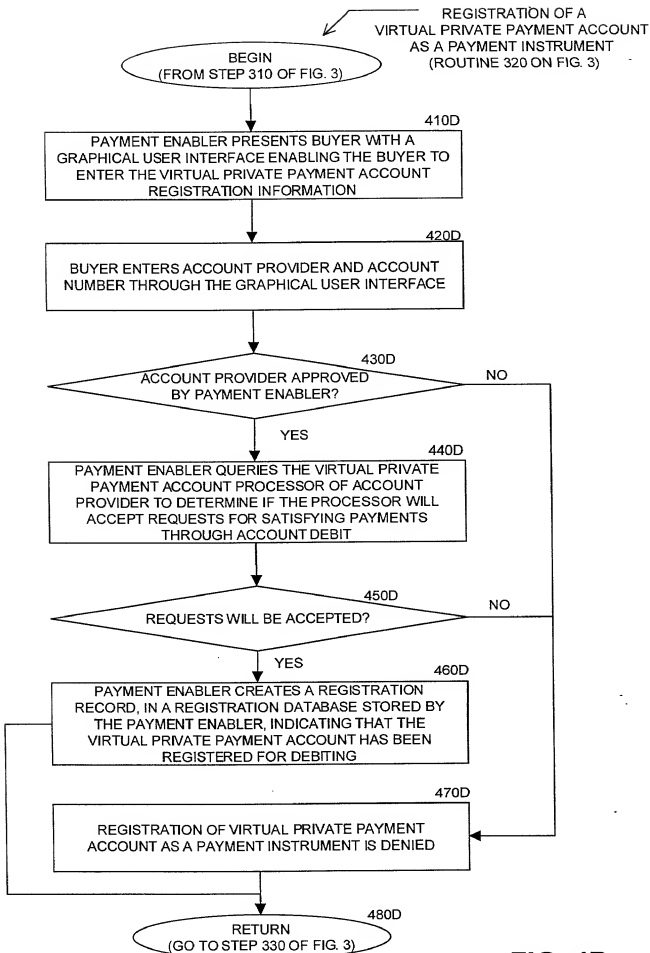 REGISTRATION OF A
VIRTUAL PRIVATE PAYMENT ACCOUNT
AS A PAYMENT INSTRUMENT
(ROUTINE 320 ON FIG. 3)
BEGIN
(FROM STEP 310 OF FIG. 3)
410D
PAYMENT ENABLER PRESENTS BUYER WITH A
GRAPHICAL USER INTERFACE ENABLING THE BUYER TO
ENTER THE VIRTUAL PRIVATE PAYMENT ACCOUNT
REGISTRATION INFORMATION
420D
BUYER ENTERS ACCOUNT PROVIDER AND ACCOUNT
NUMBER THROUGH THE GRAPHICAL USER INTERFACE
430D
ACCOUNT PROVIDER APPROVED
BY PAYMENT ENABLER?
NO
YES
440D
PAYMENT ENABLER QUERIES THE VIRTUAL PRIVATE
PAYMENT ACCOUNT PROCESSOR OF ACCOUNT
PROVIDER TO DETERMINE IF THE PROCESSOR WILL
ACCEPT REQUESTS FOR SATISFYING PAYMENTS
THROUGH ACCOUNT DEBIT
450D
REQUESTS WILL BE ACCEPTED?
NO
YES
460D
PAYMENT ENABLER CREATES A REGISTRATION
RECORD, IN A REGISTRATION DATABASE STORED BY
THE PAYMENT ENABLER, INDICATING THAT THE
VIRTUAL PRIVATE PAYMENT ACCOUNT HAS BEEN
REGISTERED FOR DEBITING
470D
REGISTRATION OF VIRTUAL PRIVATE PAYMENT
ACCOUNT AS A PAYMENT INSTRUMENT IS DENIED
480D
RETURN
(GO TO STEP 330 OF FIG. 3)